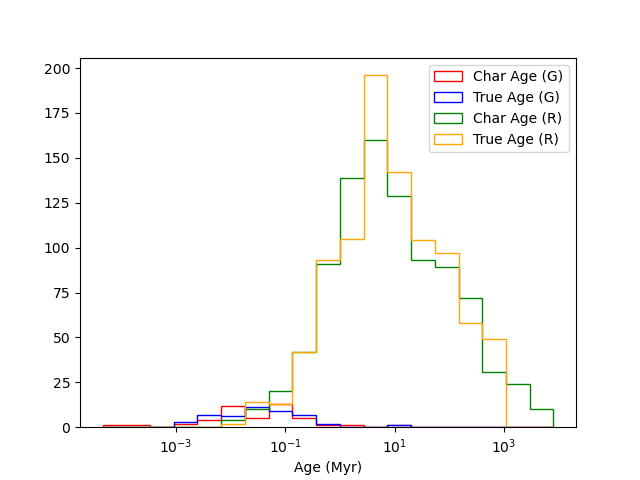 200
175
150
125
100
75
50
25
0
10⁻³
10⁻¹
10¹
10³
Age (Myr)
Char Age (G)
True Age (G)
Char Age (R)
True Age (R)